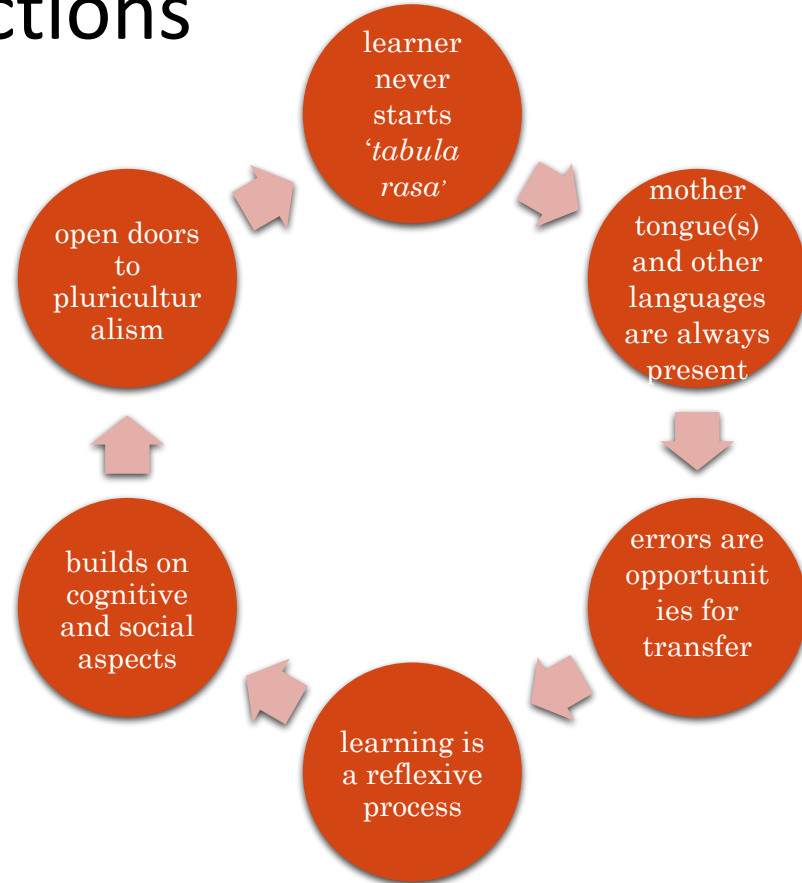 ctions
learner
never
starts
‘tabula
rasa’
mother
tongue(s)
and other
languages
are always
present
errors are
opportunit
ies for
transfer
learning is
a reflexive
process
builds on
cognitive
and social
aspects
open doors
to
pluricultur
alism